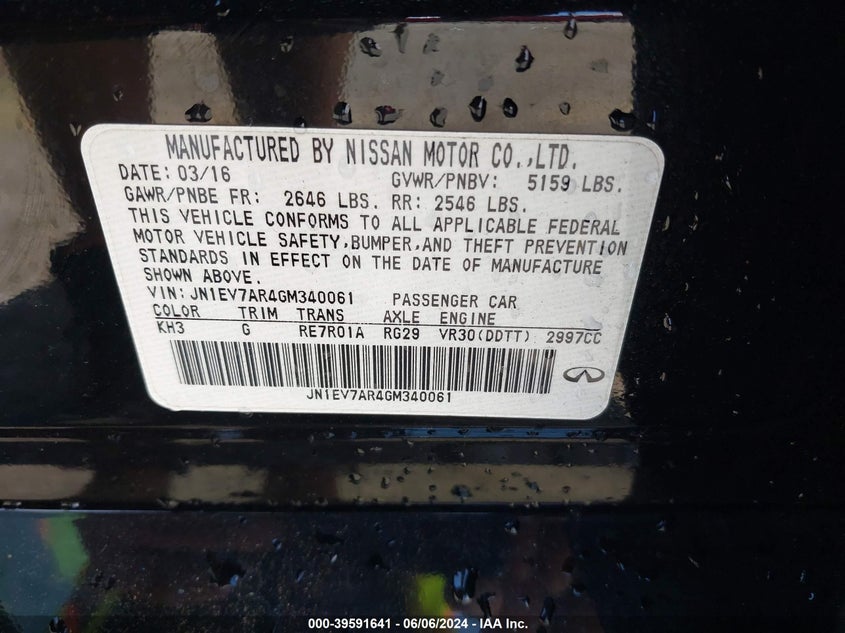 MANUFACTURED BY NISSAN MOTOR CO.,LTD.
DATE: 03/16 GVWR/PNBV: 5159 LBS.
GAWR/PNBE FR: 2646 LBS. RR: 2546 LBS.
THIS VEHICLE CONFORMS TO ALL APPLICABLE FEDERAL
MOTOR VEHICLE SAFETY,BUMPER,AND THEFT PREVENTION
STANDARDS IN EFFECT ON THE DATE OF MANUFACTURE
SHOWN ABOVE.
VIN:JN1EV7AR4GM340061 PASSENGER CAR
COLOR TRIM TRANS AXLE ENGINE
KH3 G RE7R01A RG29 VR30(DDTT) 2997CC
JN1EV7AR4GM340061
000-39591641 / 06/06/2024 - IAA Inc.